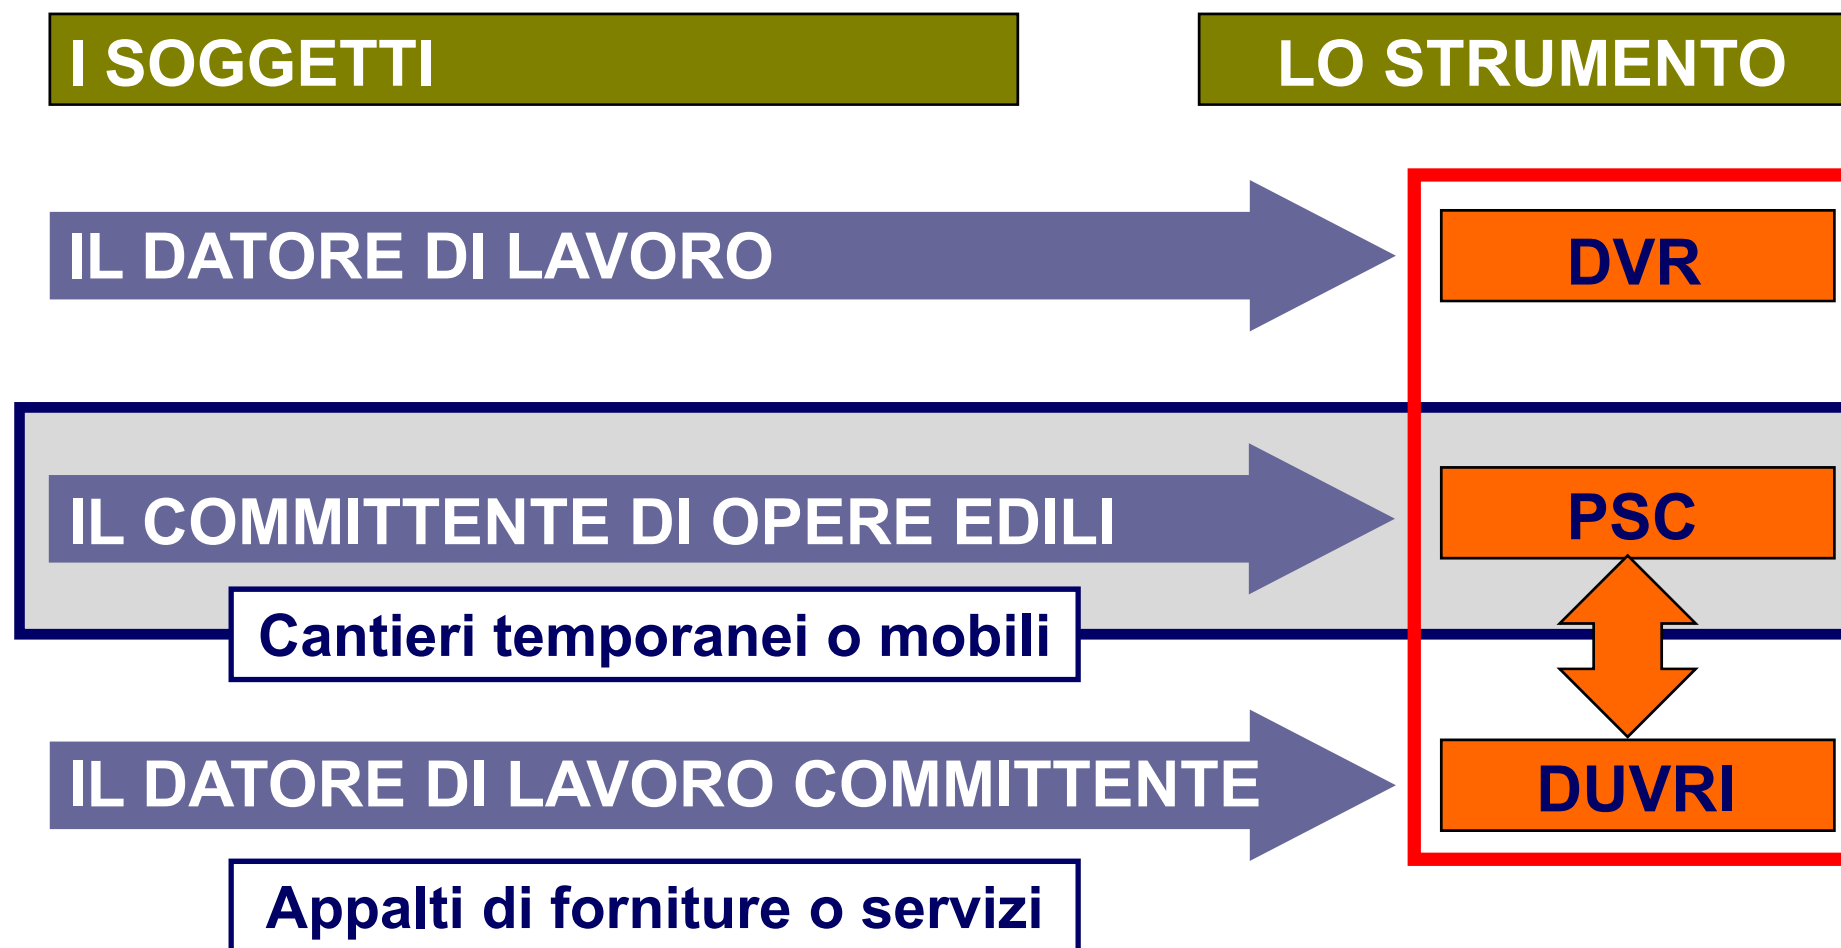 I SOGGETTI
LO STRUMENTO
IL DATORE DI LAVORO
DVR
IL COMMITTENTE DI OPERE EDILI
PSC
Cantieri temporanei o mobili
IL DATORE DI LAVORO COMMITTENTE
DUVRI
Appalti di forniture o servizi